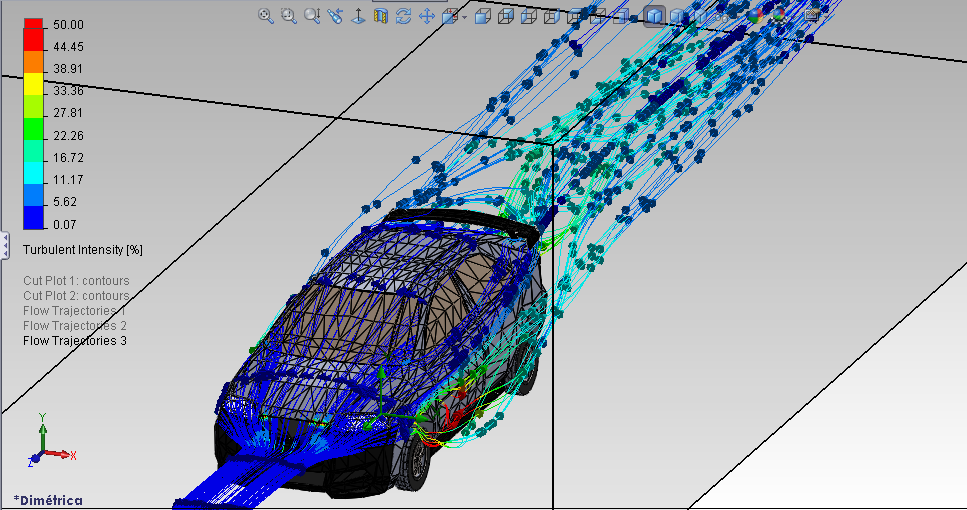 50.00
44.45
38.91
33.36
27.81
22.26
16.72
11.17
5.62
0.07
Turbulent Intensity [%]
Cut Plot 1: contours
Cut Plot 2: contours
Flow Trajectories 1
Flow Trajectories 2
Flow Trajectories 3
Y
X
Z
*Dimétrica